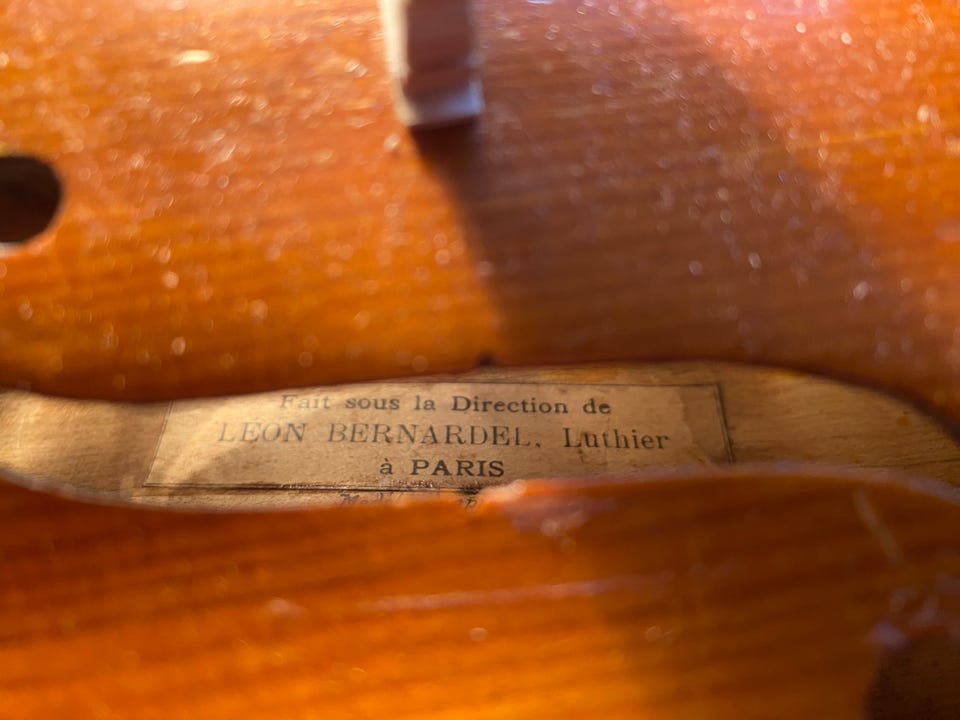 Fait sous la Direction de
LEON BERNARDEL, Luthier
à PARIS